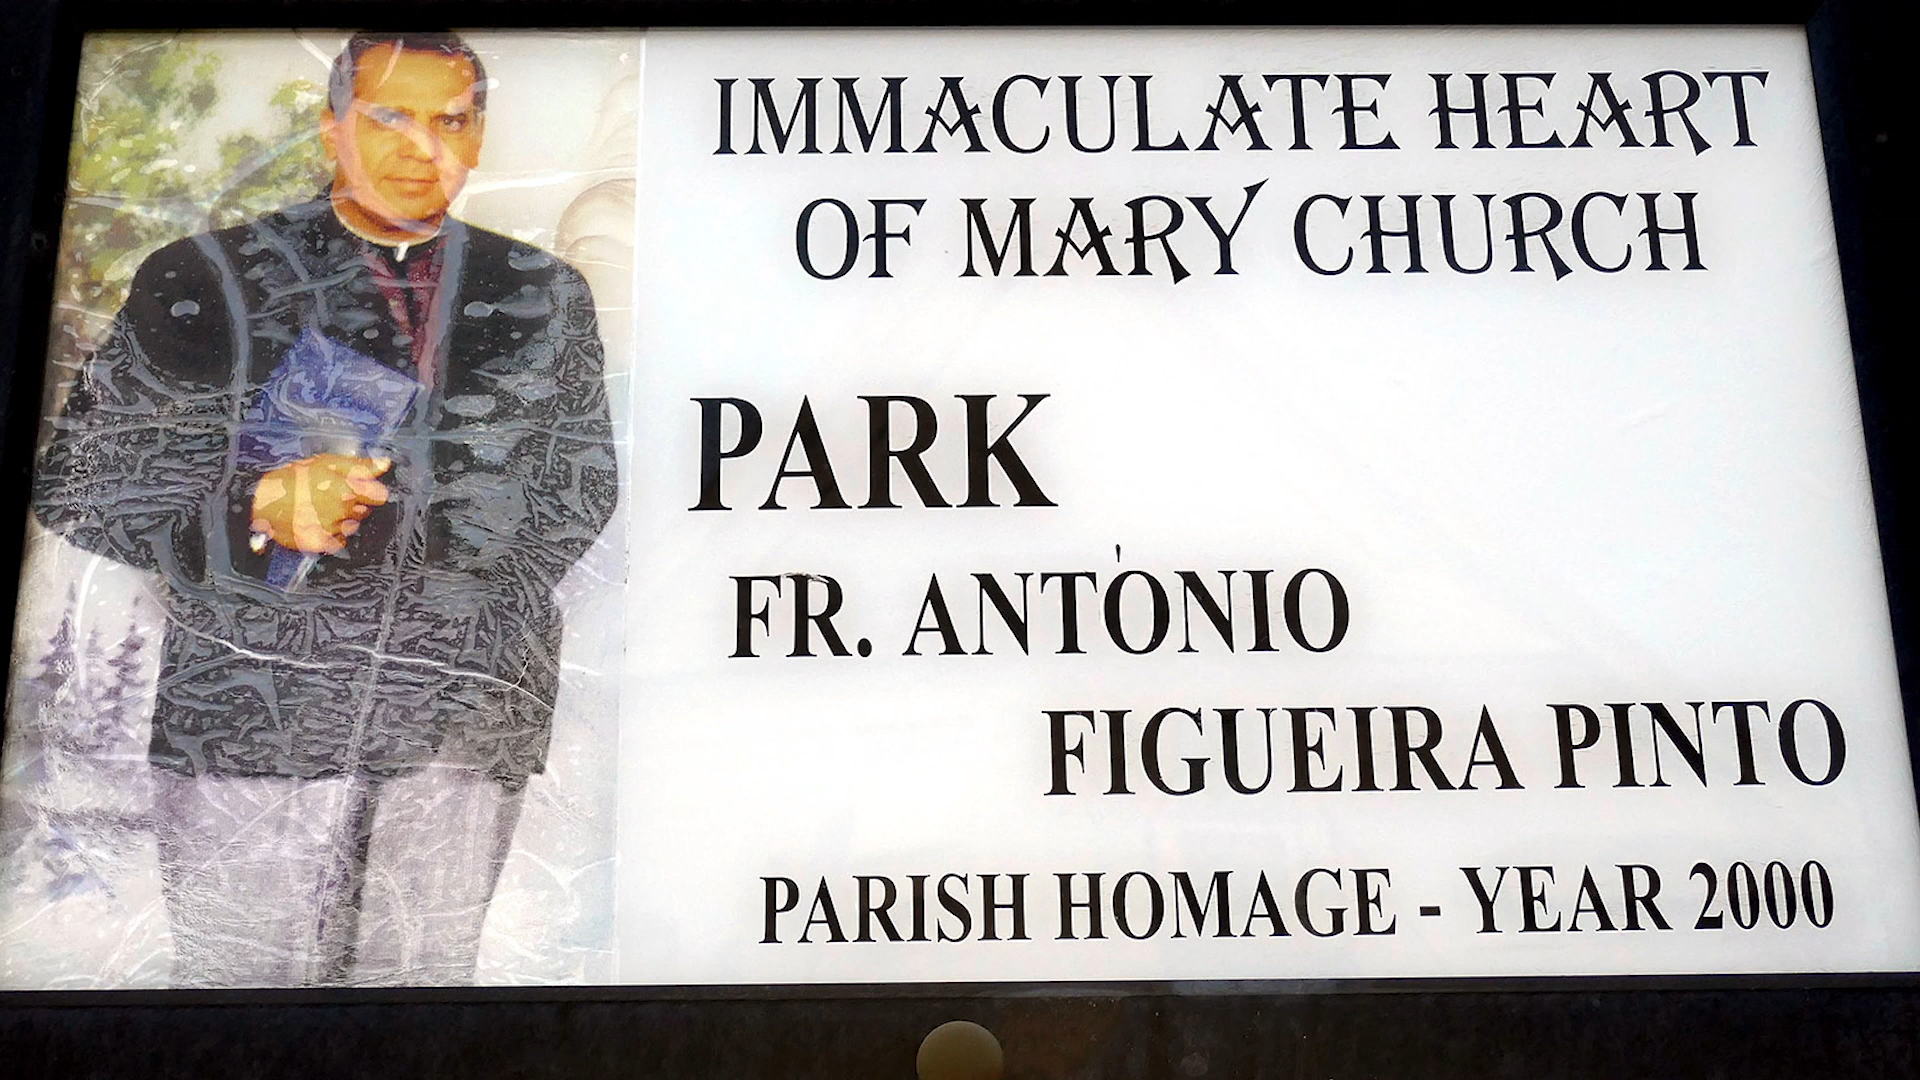 IMMACULATE HEART
OF MARY CHURCH
PARK
FR. ANTÓNIO
FIGUEIRA PINTO
PARISH HOMAGE - YEAR 2000